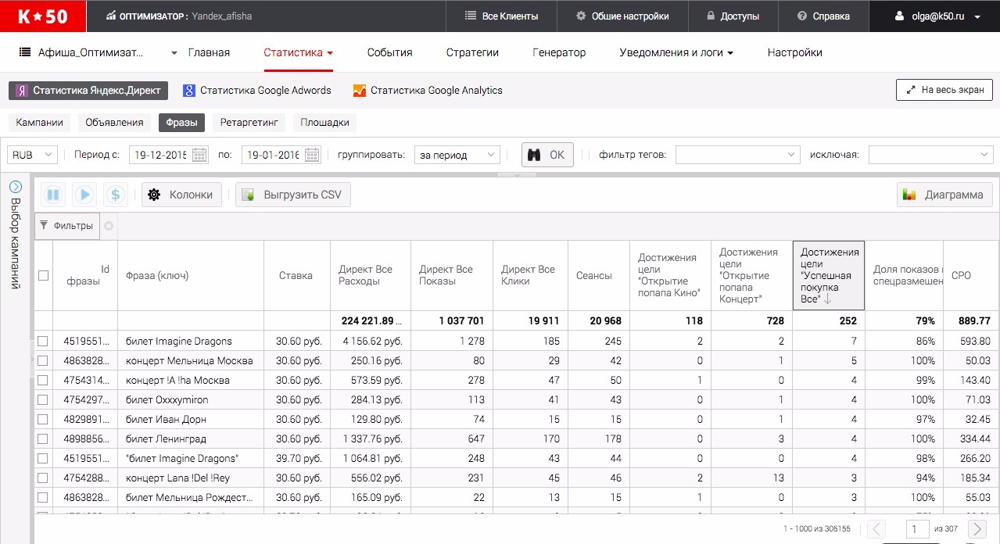 K★50 ОПТИМИЗАТОР : Yandex_afisha Все Клиенты Общие настройки Доступы Справка olga@k50.ru
Афиша_Оптимизат... Главная Статистика События Стратегии Генератор Уведомления и логи Настройки
Я Статистика Яндекс.Директ Статистика Google Adwords Статистика Google Analytics На весь экран
Кампании Объявления Фразы Ретаргетинг Площадки
RUB Период с: 19-12-2015 по: 19-01-2016 группировать: за период OK фильтр тегов: исключая:
Выбор кампаний
$ Колонки Выгрузить CSV Диаграмма
Фильтры
Id фразы Фраза (ключ) Ставка Директ Все Расходы Директ Все Показы Директ Все Клики Сеансы Достижения цели "Открытие попапа Кино" Достижения цели "Открытие попапа Концерт" Достижения цели "Успешная покупка Все" ↓ Доля показов спецразмещен CPO
224 221.89 ... 1 037 701 19 911 20 968 118 728 252 79% 889.77
4519551... билет Imagine Dragons 30.60 руб. 4 156.62 руб. 1 278 185 245 2 2 7 86% 593.80
4863828... концерт Мельница Москва 30.60 руб. 250.16 руб. 80 29 42 0 1 5 100% 50.03
4754314... концерт !A !ha Москва 30.60 руб. 573.59 руб. 278 47 50 1 0 4 99% 143.40
4754297... билет Oxxxymiron 30.60 руб. 284.13 руб. 113 41 43 0 1 4 100% 71.03
4829891... билет Иван Дорн 30.60 руб. 129.80 руб. 74 15 15 0 1 4 97% 32.45
4898856... билет Ленинград 30.60 руб. 1 337.76 руб. 647 170 178 0 3 4 100% 334.44
4519551... "билет Imagine Dragons" 39.70 руб. 1 064.81 руб. 248 43 44 0 0 4 98% 266.20
4754288... концерт Lana !Del !Rey 30.60 руб. 556.02 руб. 231 45 46 2 13 3 94% 185.34
4863828... билет Мельница Рождест... 30.60 руб. 165.09 руб. 22 13 15 1 0 3 100% 55.03
1 - 1000 из 306155 1 из 307